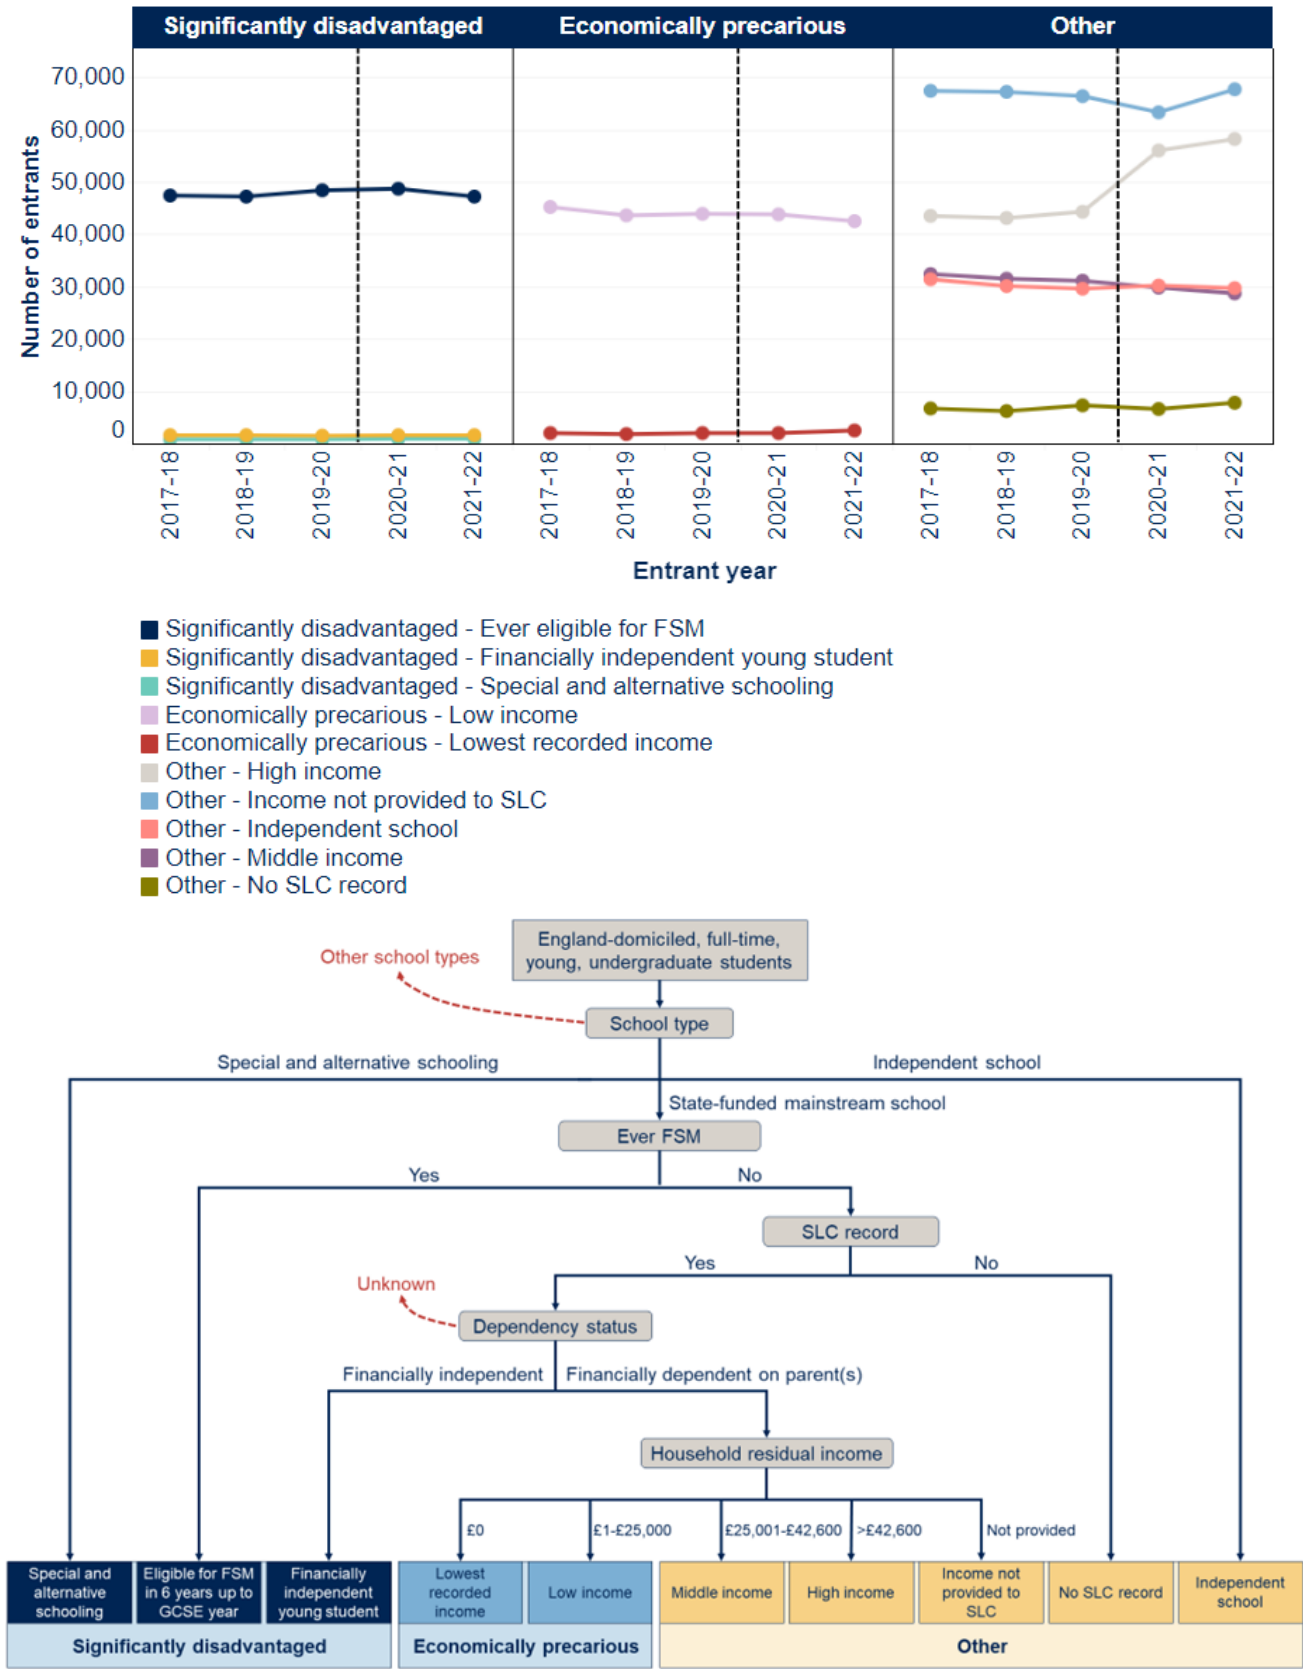 Significantly disadvantaged
Economically precarious
Other
Number of entrants
70,000
60,000
50,000
40,000
30,000
20,000
10,000
0
2017-18
2018-19
2019-20
2020-21
2021-22
2017-18
2018-19
2019-20
2020-21
2021-22
2017-18
2018-19
2019-20
2020-21
2021-22
Entrant year
Significantly disadvantaged - Ever eligible for FSM
Significantly disadvantaged - Financially independent young student
Significantly disadvantaged - Special and alternative schooling
Economically precarious - Low income
Economically precarious - Lowest recorded income
Other - High income
Other - Income not provided to SLC
Other - Independent school
Other - Middle income
Other - No SLC record
England-domiciled, full-time,
young, undergraduate students
Other school types
School type
Special and alternative schooling
Independent school
State-funded mainstream school
Ever FSM
Yes
No
SLC record
Yes
No
Unknown
Dependency status
Financially independent
Financially dependent on parent(s)
Household residual income
£0
£1-£25,000
£25,001-£42,600
>£42,600
Not provided
Special and
alternative
schooling
Eligible for FSM
in 6 years up to
GCSE year
Financially
independent
young student
Lowest
recorded
income
Low income
Middle income
High income
Income not
provided to
SLC
No SLC record
Independent
school
Significantly disadvantaged
Economically precarious
Other